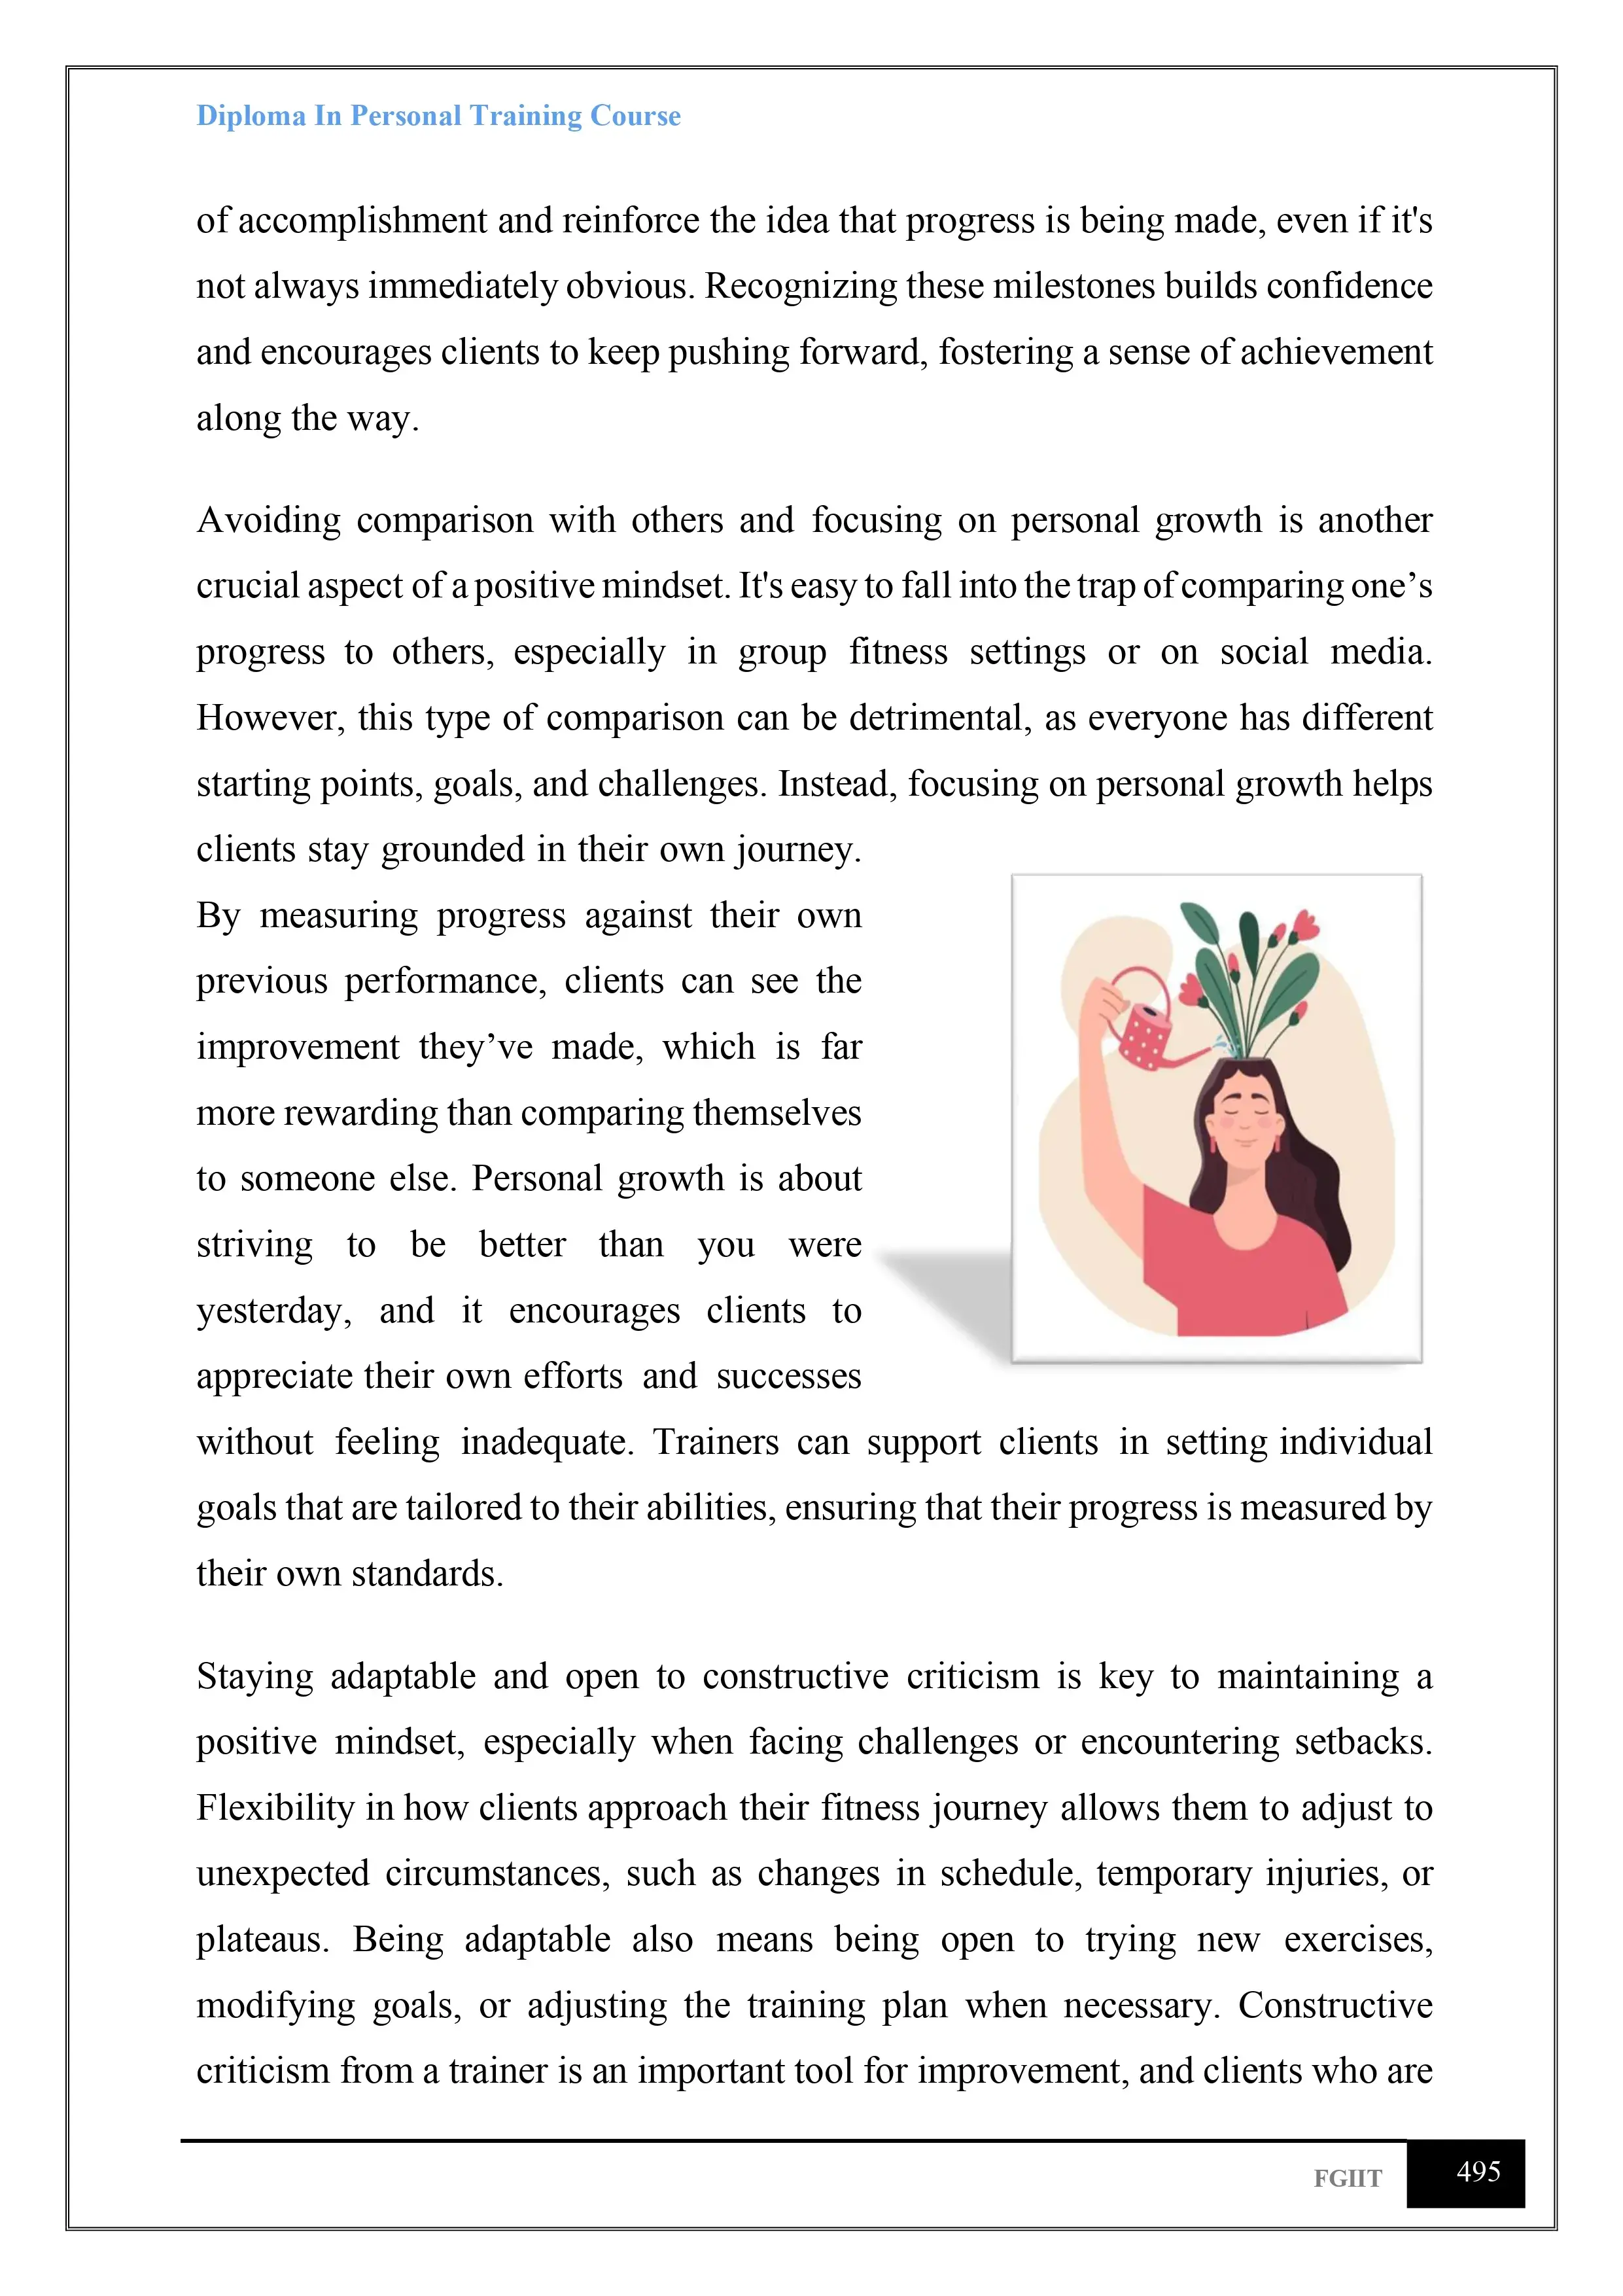 Diploma In Personal Training Course
of accomplishment and reinforce the idea that progress is being made, even if it's
not always immediately obvious. Recognizing these milestones builds confidence
and encourages clients to keep pushing forward, fostering a sense of achievement
along the way.
Avoiding comparison with others and focusing on personal growth is another
crucial aspect of a positive mindset. It's easy to fall into the trap of comparing one’s
progress to others, especially in group fitness settings or on social media.
However, this type of comparison can be detrimental, as everyone has different
starting points, goals, and challenges. Instead, focusing on personal growth helps
clients stay grounded in their own journey.
By measuring progress against their own
previous performance, clients can see the
improvement they’ve made, which is far
more rewarding than comparing themselves
to someone else. Personal growth is about
striving to be better than you were
yesterday, and it encourages clients to
appreciate their own efforts and successes
without feeling inadequate. Trainers can support clients in setting individual
goals that are tailored to their abilities, ensuring that their progress is measured by
their own standards.
Staying adaptable and open to constructive criticism is key to maintaining a
positive mindset, especially when facing challenges or encountering setbacks.
Flexibility in how clients approach their fitness journey allows them to adjust to
unexpected circumstances, such as changes in schedule, temporary injuries, or
plateaus. Being adaptable also means being open to trying new exercises,
modifying goals, or adjusting the training plan when necessary. Constructive
criticism from a trainer is an important tool for improvement, and clients who are
FGIIT 495